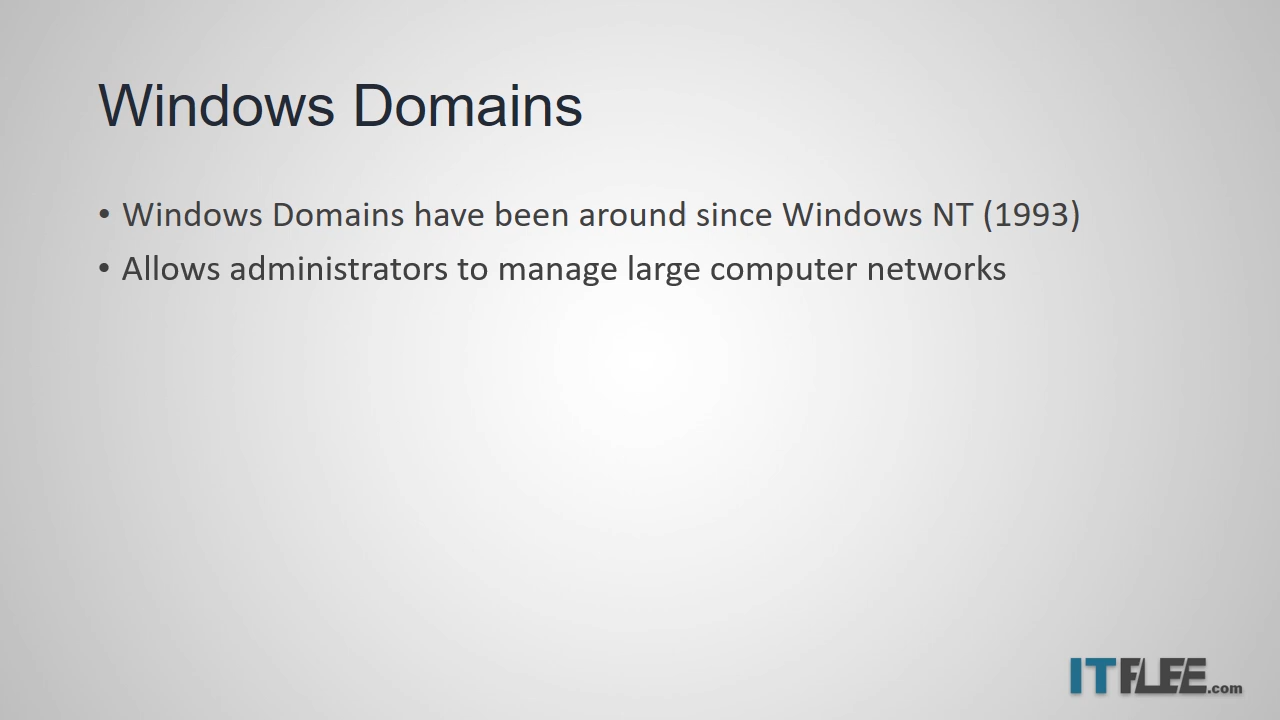 Windows Domains
• Windows Domains have been around since Windows NT (1993)
• Allows administrators to manage large computer networks
ITFLEE.com